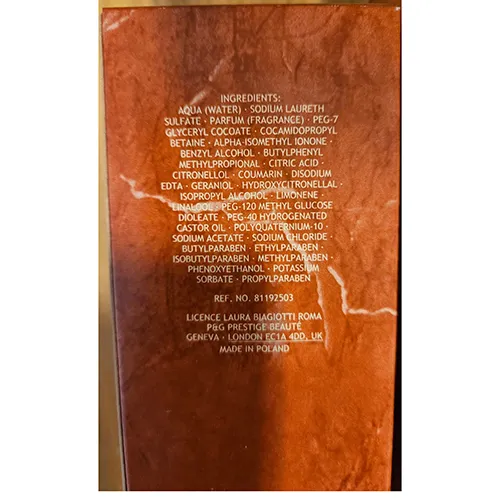 INGREDIENTS:
AQUA (WATER) · SODIUM LAURETH
SULFATE · PARFUM (FRAGRANCE) · PEG-7
GLYCERYL COCOATE · COCAMIDOPROPYL
BETAINE · ALPHA-ISOMETHYL IONONE ·
BENZYL ALCOHOL · BUTYLPHENYL
METHYLPROPIONAL · CITRIC ACID ·
CITRONELLOL · COUMARIN · DISODIUM
EDTA · GERANIOL · HYDROXYCITRONELLAL ·
ISOPROPYL ALCOHOL · LIMONENE ·
LINALOOL · PEG-120 METHYL GLUCOSE
DIOLEATE · PEG-40 HYDROGENATED
CASTOR OIL · POLYQUATERNIUM-10 ·
SODIUM ACETATE · SODIUM CHLORIDE ·
BUTYLPARABEN · ETHYLPARABEN ·
ISOBUTYLPARABEN · METHYLPARABEN ·
PHENOXYETHANOL · POTASSIUM
SORBATE · PROPYLPARABEN
REF. NO. 81192503
LICENCE LAURA BIAGIOTTI ROMA
P&G PRESTIGE BEAUTÉ
GENEVA · LONDON EC1A 4DD, UK
MADE IN POLAND